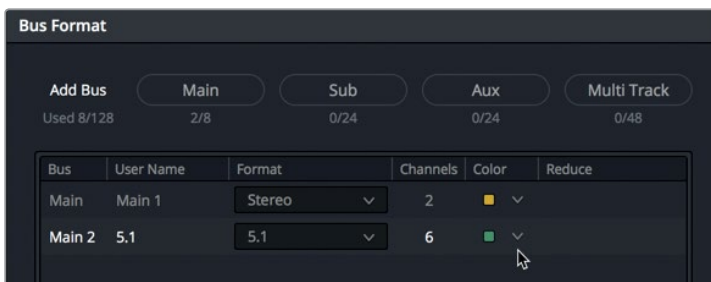 Bus Format
Add Bus Main Sub Aux Multi Track
Used 8/128 2/8 0/24 0/24 0/48
Bus User Name Format Channels Color Reduce
Main Main 1 Stereo 2
Main 2 5.1 5.1 6